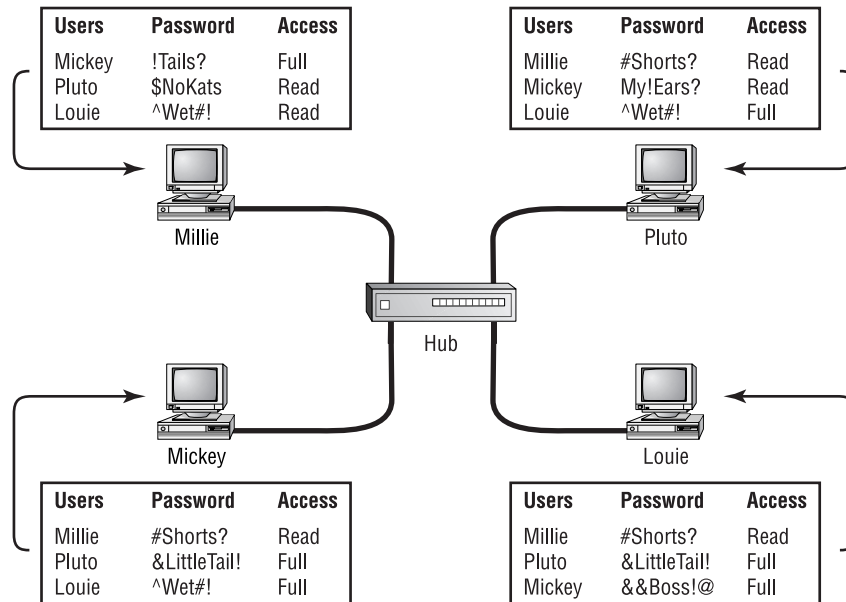 Users Password Access
Mickey !Tails? Full
Pluto $NoKats Read
Louie ^Wet#! Read
Users Password Access
Millie #Shorts? Read
Mickey My!Ears? Read
Louie ^Wet#! Full
Millie
Pluto
Hub
Mickey
Louie
Users Password Access
Millie #Shorts? Read
Pluto &LittleTail! Full
Louie ^Wet#! Full
Users Password Access
Millie #Shorts? Read
Pluto &LittleTail! Full
Mickey &&Boss!@ Full